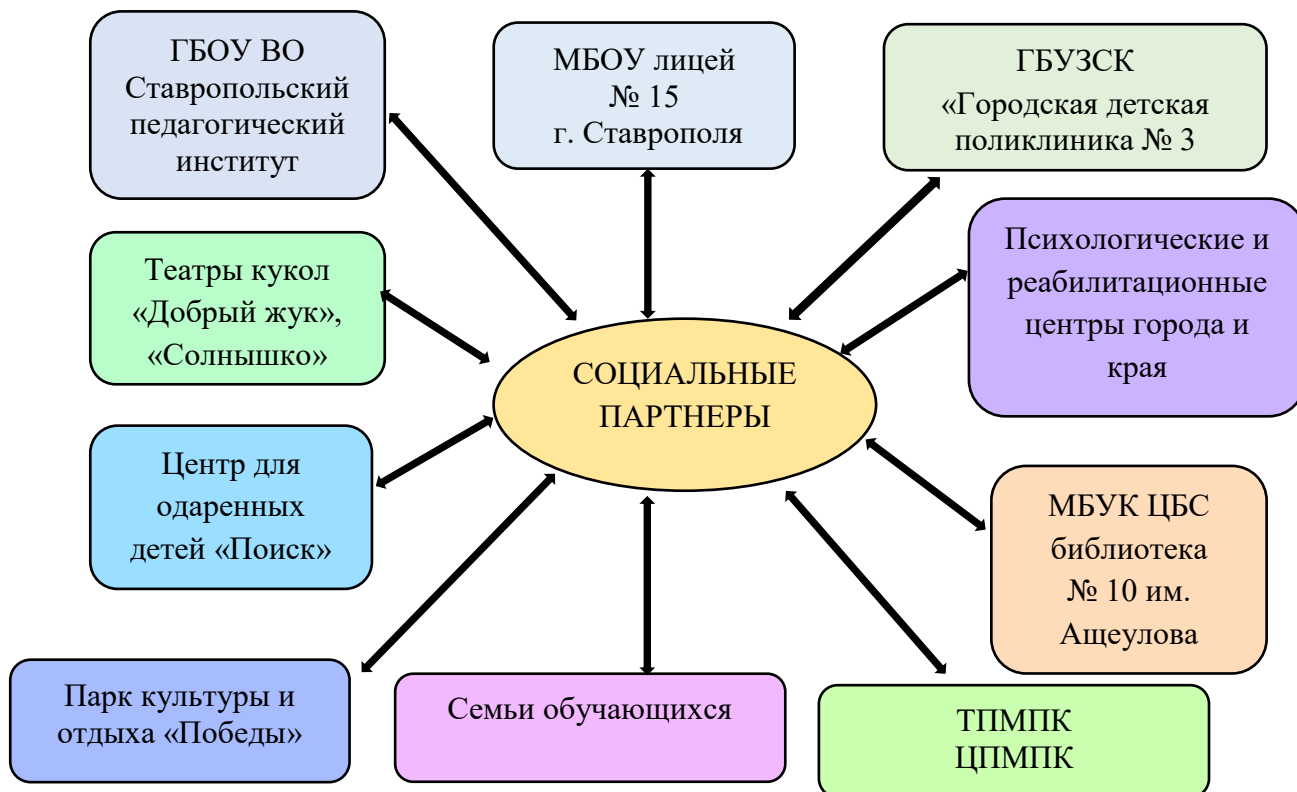 ГБОУ ВО
Ставропольский
педагогический
институт
МБОУ лицей
№ 15
г. Ставрополя
ГБУЗСК
«Городская детская
поликлиника № 3
Театры кукол
«Добрый жук»,
«Солнышко»
Психологические и
реабилитационные
центры города и
края
СОЦИАЛЬНЫЕ
ПАРТНЕРЫ
Центр для
одаренных
детей «Поиск»
МБУК ЦБС
библиотека
№ 10 им.
Ащеулова
Парк культуры и
отдыха «Победы»
Семьи обучающихся
ТПМПК
ЦПМПК